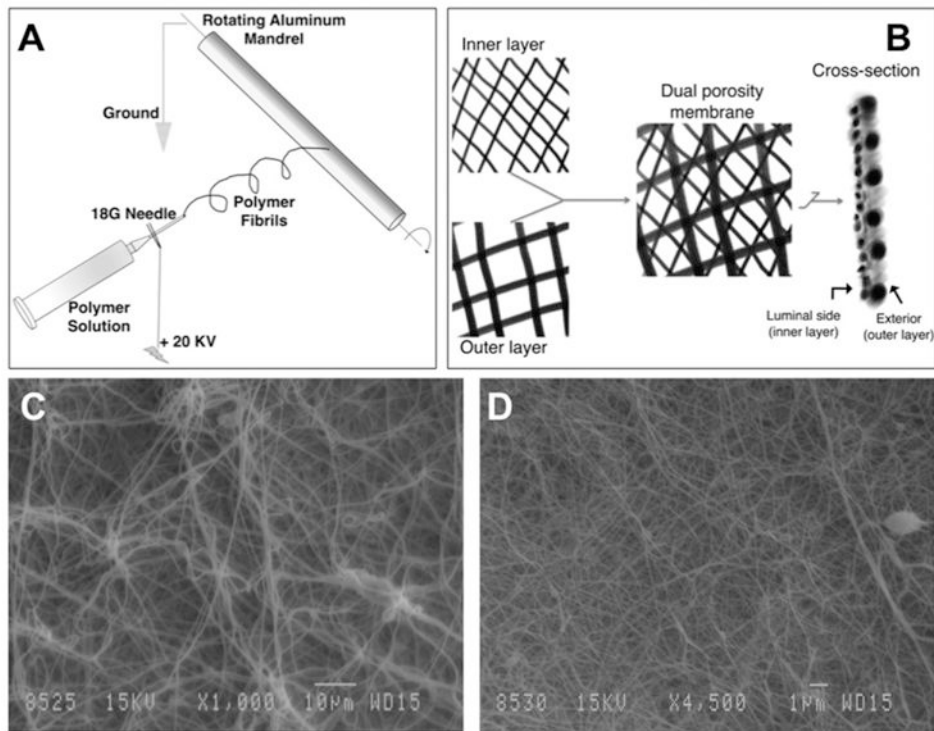 A
Rotating Aluminum
Mandrel
Ground
18G Needle
Polymer
Fibrils
Polymer
Solution
+ 20 KV
B
Inner layer
Outer layer
Dual porosity
membrane
Cross-section
Luminal side
(inner layer)
Exterior
(outer layer)
C
8525 15KV X1,000 10µm WD15
D
8530 15KV X4,500 1µm WD15